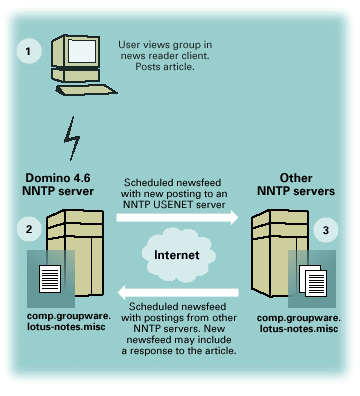 1
User views group in
news reader client.
Posts article.
Domino 4.6
NNTP server
Scheduled newsfeed
with new posting to an
NNTP USENET server
Other
NNTP servers
2
Internet
3
comp.groupware.
lotus-notes.misc
Scheduled newsfeed
with postings from other
NNTP servers. New
newsfeed may include
a response to the article.
comp.groupware.
lotus-notes.misc